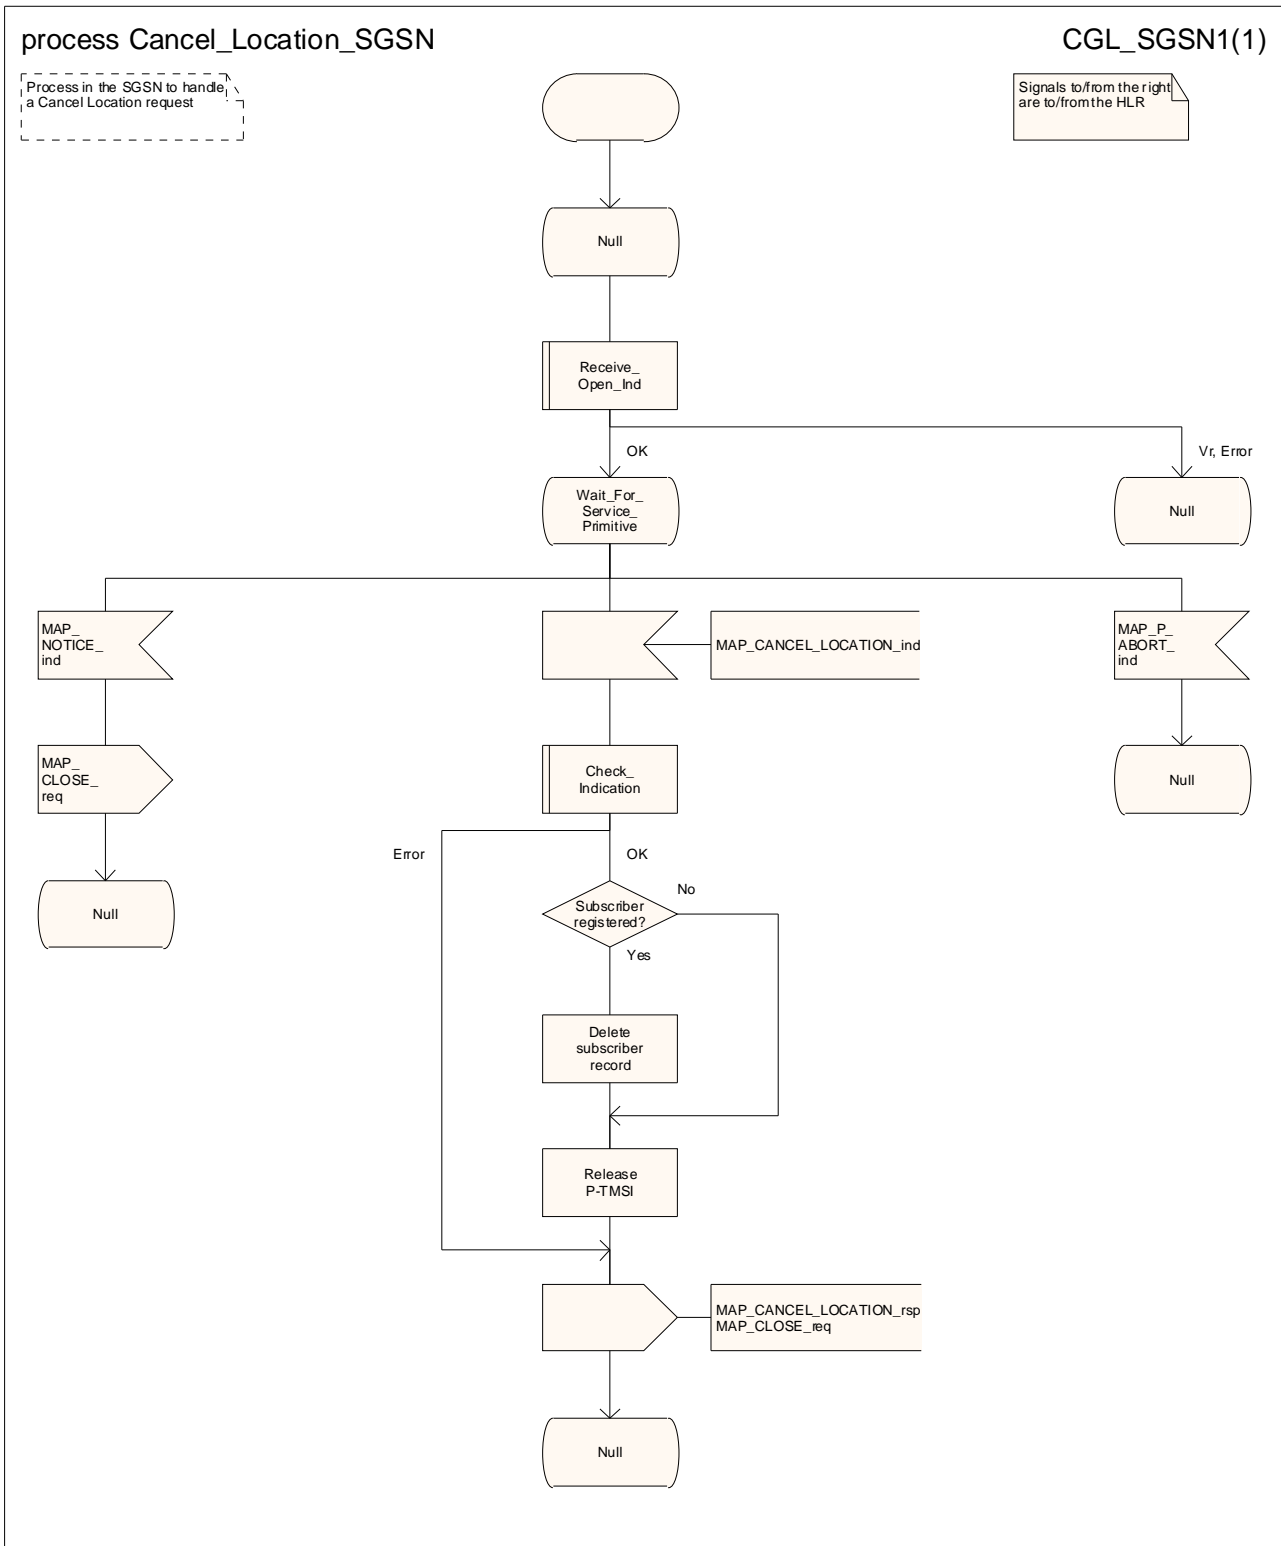 process Cancel_Location_SGSN
CGL_SGSN1(1)
Process in the SGSN to handle
a Cancel Location request
Signals to/from the right
are to/from the HLR
Null
Receive_
Open_Ind
OK
Vr, Error
Wait_For_
Service_
Primitive
Null
MAP_
NOTICE_
ind
MAP_CANCEL_LOCATION_ind
MAP_P_
ABORT_
ind
MAP_
CLOSE_
req
Check_
Indication
Null
Error
OK
No
Subscriber
registered?
Null
Yes
Delete
subscriber
record
Release
P-TMSI
MAP_CANCEL_LOCATION_rsp
MAP_CLOSE_req
Null